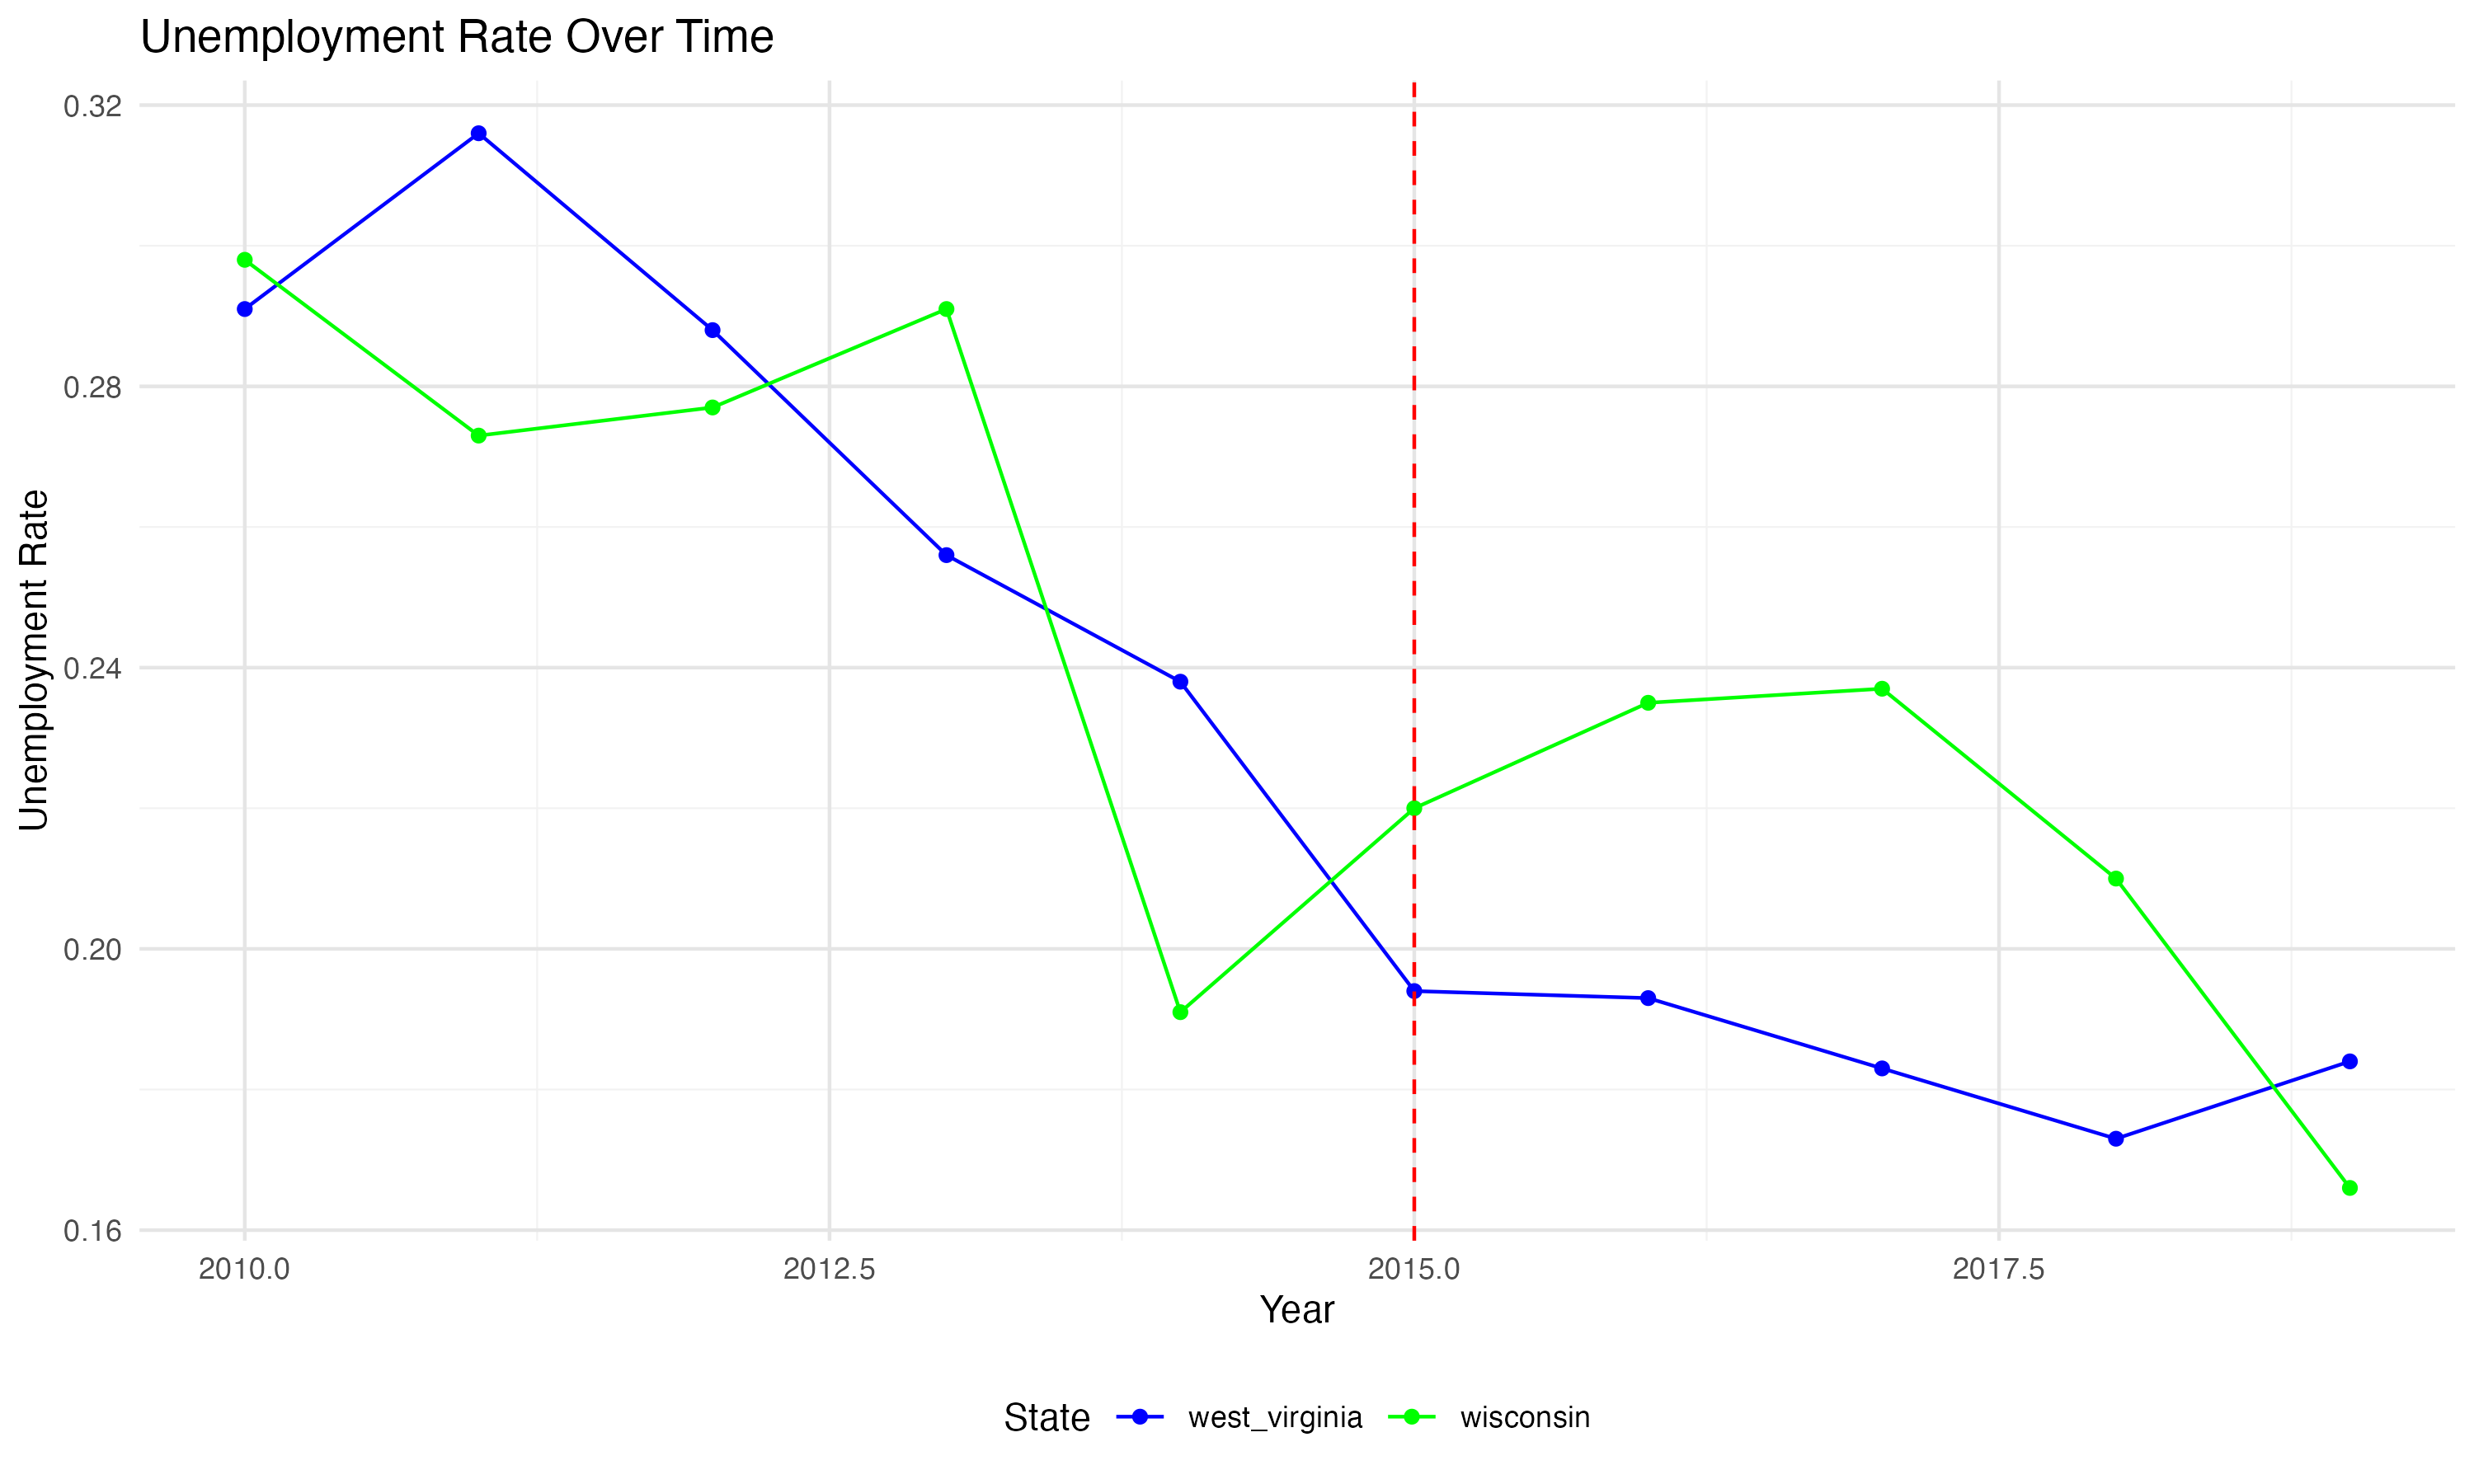 Unemployment Rate Over Time
Unemployment Rate
0.32
0.28
0.24
0.20
0.16
2010.0 2012.5 2015.0 2017.5
Year
State west_virginia wisconsin